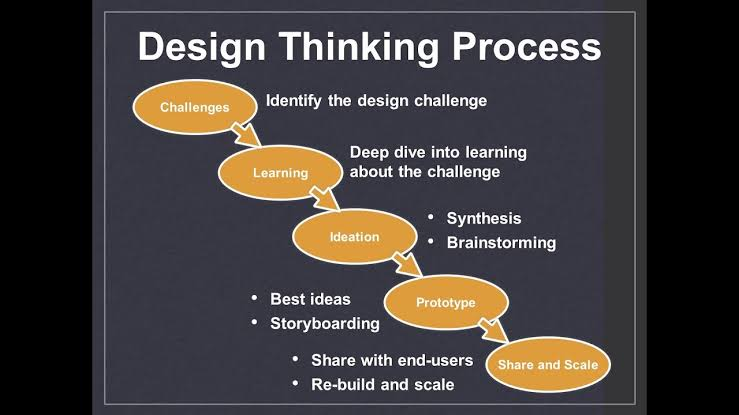 Design Thinking Process
Challenges
Identify the design challenge
Learning
Deep dive into learning
about the challenge
Ideation
• Synthesis
• Brainstorming
Prototype
• Best ideas
• Storyboarding
Share and Scale
• Share with end-users
• Re-build and scale